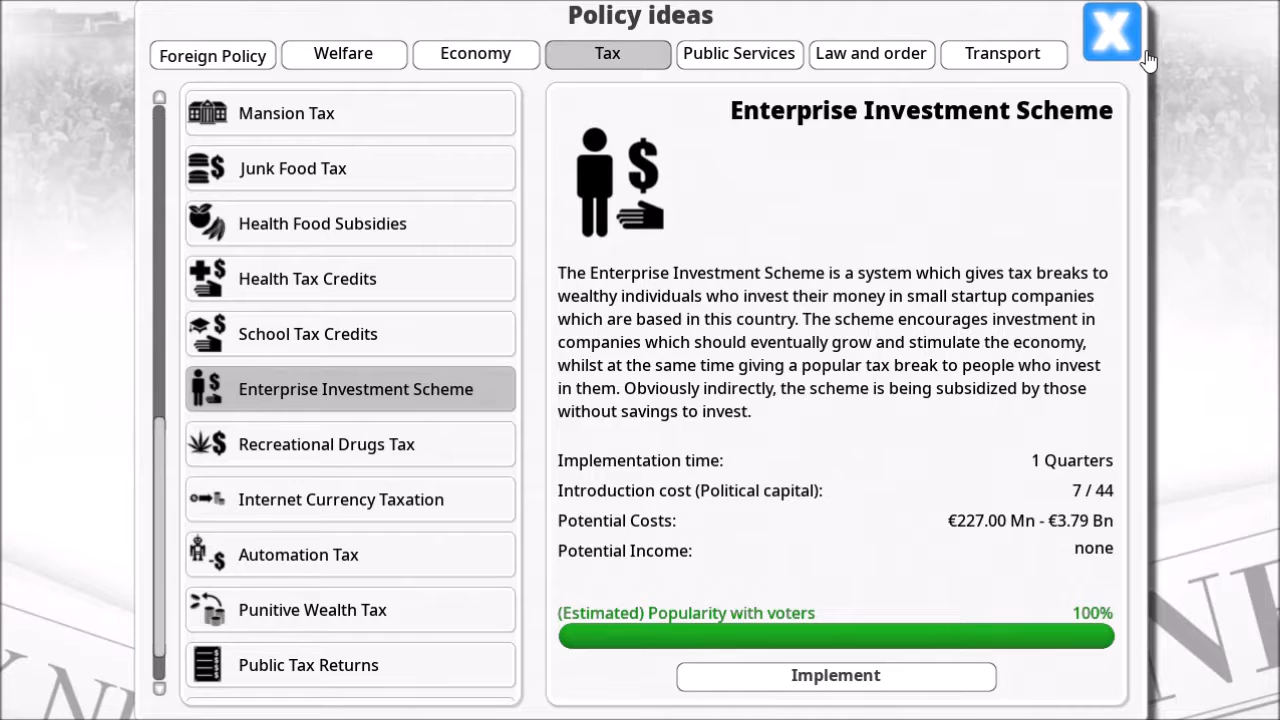 Policy ideas
X
Foreign Policy
Welfare
Economy
Tax
Public Services
Law and order
Transport
Mansion Tax
Junk Food Tax
Health Food Subsidies
Health Tax Credits
School Tax Credits
Enterprise Investment Scheme
Recreational Drugs Tax
Internet Currency Taxation
Automation Tax
Punitive Wealth Tax
Public Tax Returns
Enterprise Investment Scheme
The Enterprise Investment Scheme is a system which gives tax breaks to
wealthy individuals who invest their money in small startup companies
which are based in this country. The scheme encourages investment in
companies which should eventually grow and stimulate the economy,
whilst at the same time giving a popular tax break to people who invest
in them. Obviously indirectly, the scheme is being subsidized by those
without savings to invest.
Implementation time: 1 Quarters
Introduction cost (Political capital): 7 / 44
Potential Costs: €227.00 Mn - €3.79 Bn
Potential Income: none
(Estimated) Popularity with voters 100%
Implement